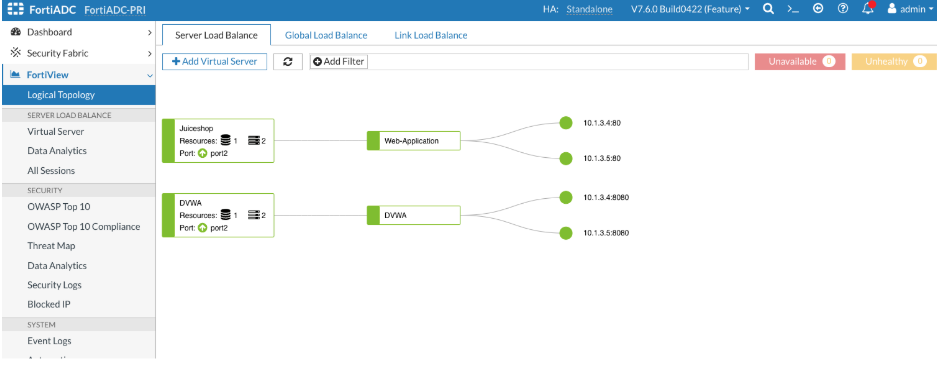 FortiADC FortiADC-PRI HA: Standalone V7.6.0 Build0422 (Feature) admin
Dashboard
Security Fabric
FortiView
Logical Topology
SERVER LOAD BALANCE
Virtual Server
Data Analytics
All Sessions
SECURITY
OWASP Top 10
OWASP Top 10 Compliance
Threat Map
Data Analytics
Security Logs
Blocked IP
SYSTEM
Event Logs
Server Load Balance Global Load Balance Link Load Balance
+ Add Virtual Server Add Filter Unavailable 0 Unhealthy 0
Juiceshop
Resources: 1 2
Port: port2
Web-Application
10.1.3.4:80
10.1.3.5:80
DVWA
Resources: 1 2
Port: port2
DVWA
10.1.3.4:8080
10.1.3.5:8080